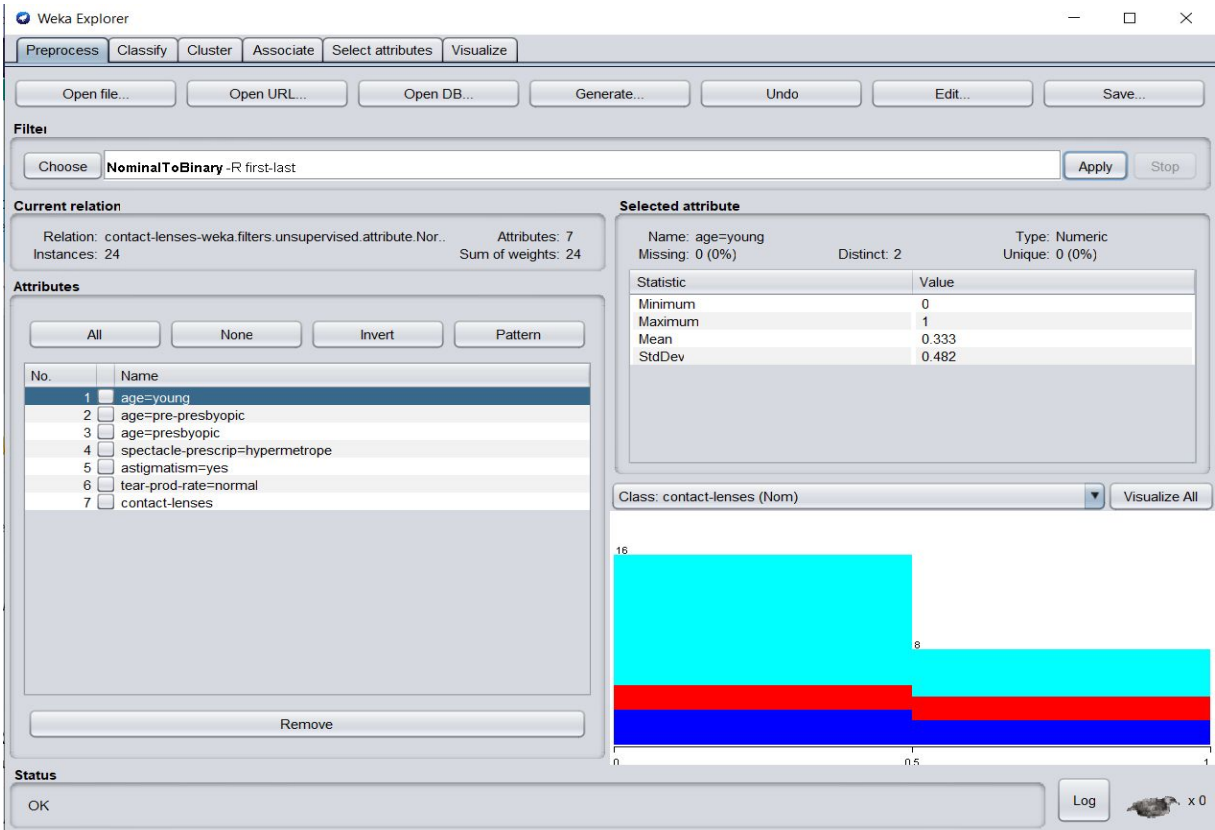 Weka Explorer
Preprocess Classify Cluster Associate Select attributes Visualize
Open file... Open URL... Open DB... Generate... Undo Edit... Save...
Filter
Choose NominalToBinary -R first-last Apply Stop
Current relation
Relation: contact-lenses-weka.filters.unsupervised.attribute.Nor.. Attributes: 7
Instances: 24 Sum of weights: 24
Attributes
All None Invert Pattern
No. Name
1 age=young
2 age=pre-presbyopic
3 age=presbyopic
4 spectacle-prescrip=hypermetrope
5 astigmatism=yes
6 tear-prod-rate=normal
7 contact-lenses
Remove
Selected attribute
Name: age=young Type: Numeric
Missing: 0 (0%) Distinct: 2 Unique: 0 (0%)
Statistic Value
Minimum 0
Maximum 1
Mean 0.333
StdDev 0.482
Class: contact-lenses (Nom) Visualize All
16
8
0 0.5 1
Status
OK
Log x 0